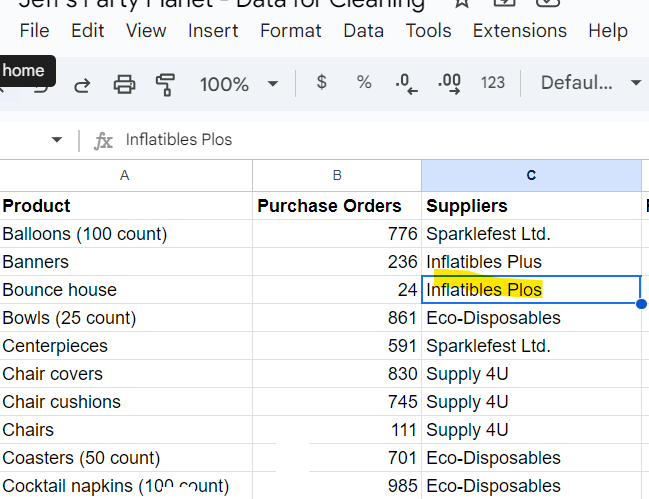 Jeff's Party Planet - Data for Cleaning
File Edit View Insert Format Data Tools Extensions Help
home
100% $ % .0 .00 123 Defaul...
fx Inflatibles Plos
A B C
Product Purchase Orders Suppliers
Balloons (100 count) 776 Sparklefest Ltd.
Banners 236 Inflatibles Plus
Bounce house 24 Inflatibles Plos
Bowls (25 count) 861 Eco-Disposables
Centerpieces 591 Sparklefest Ltd.
Chair covers 830 Supply 4U
Chair cushions 745 Supply 4U
Chairs 111 Supply 4U
Coasters (50 count) 701 Eco-Disposables
Cocktail napkins (100 count) 985 Eco-Disposables